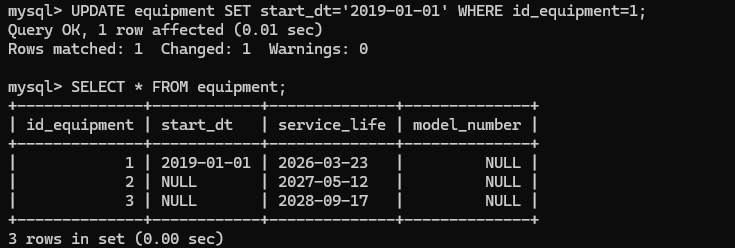 mysql> UPDATE equipment SET start_dt='2019-01-01' WHERE id_equipment=1;
Query OK, 1 row affected (0.01 sec)
Rows matched: 1  Changed: 1  Warnings: 0

mysql> SELECT * FROM equipment;
+--------------+------------+--------------+--------------+
| id_equipment | start_dt   | service_life | model_number |
+--------------+------------+--------------+--------------+
|            1 | 2019-01-01 | 2026-03-23   |         NULL |
|            2 | NULL       | 2027-05-12   |         NULL |
|            3 | NULL       | 2028-09-17   |         NULL |
+--------------+------------+--------------+--------------+
3 rows in set (0.00 sec)